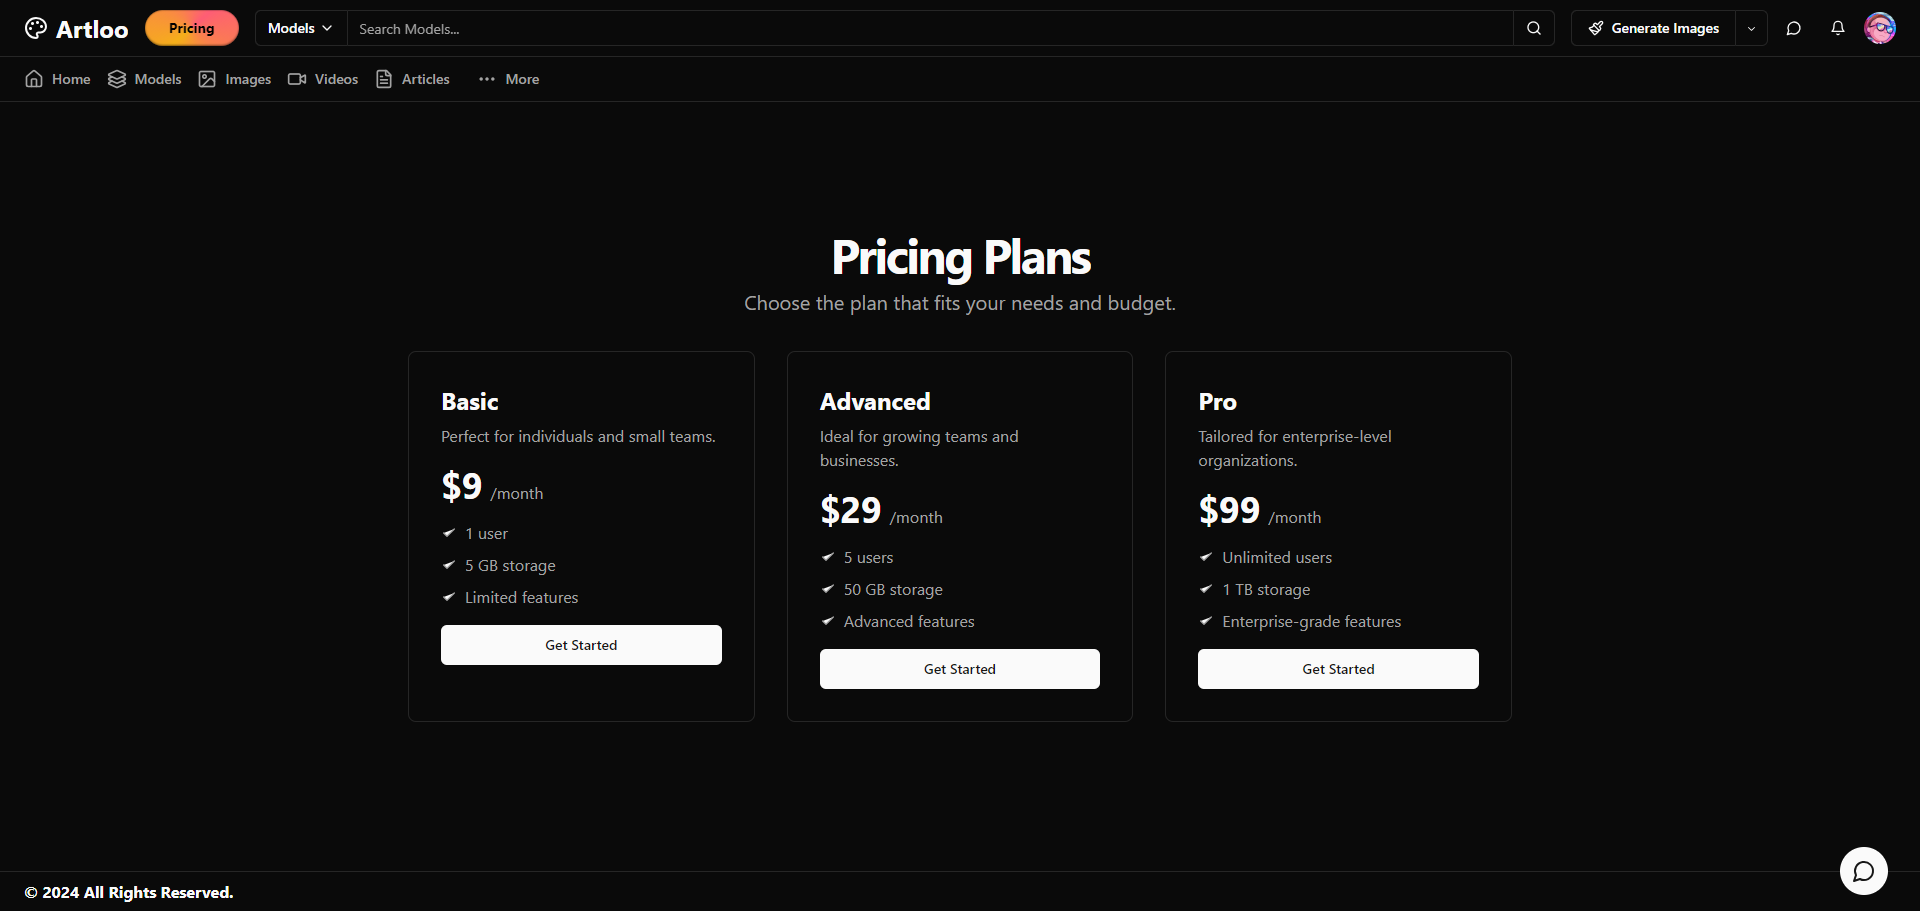 Artloo
Pricing
Models
Search Models...
Generate Images
Home
Models
Images
Videos
Articles
More
Pricing Plans
Choose the plan that fits your needs and budget.
Basic
Perfect for individuals and small teams.
$9 /month
1 user
5 GB storage
Limited features
Get Started
Advanced
Ideal for growing teams and
businesses.
$29 /month
5 users
50 GB storage
Advanced features
Get Started
Pro
Tailored for enterprise-level
organizations.
$99 /month
Unlimited users
1 TB storage
Enterprise-grade features
Get Started
© 2024 All Rights Reserved.